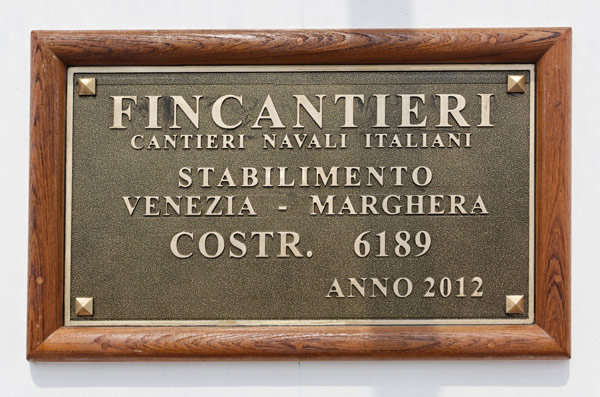 FINCANTIERI
CANTIERI NAVALI ITALIANI
STABILIMENTO
VENEZIA - MARGHERA
COSTR. 6189
ANNO 2012